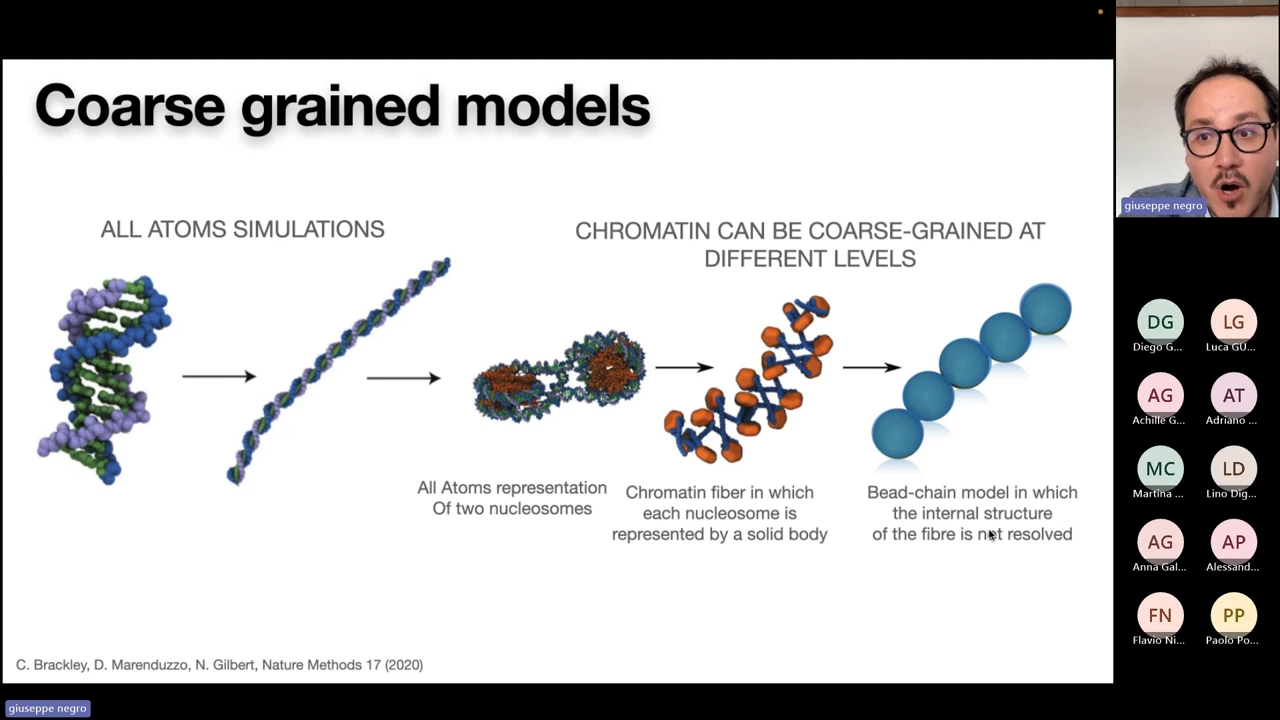 Coarse grained models
ALL ATOMS SIMULATIONS
CHROMATIN CAN BE COARSE-GRAINED AT
DIFFERENT LEVELS
All Atoms representation
Of two nucleosomes
Chromatin fiber in which
each nucleosome is
represented by a solid body
Bead-chain model in which
the internal structure
of the fibre is not resolved
C. Brackley, D. Marenduzzo, N. Gilbert, Nature Methods 17 (2020)
giuseppe negro
giuseppe negro
DG
Diego G...
LG
Luca GU...
AG
Achille G...
AT
Adriano ...
MC
Martina ...
LD
Lino Dig...
AG
Anna Gal...
AP
Alessand...
FN
Flavio Ni...
PP
Paolo Po...